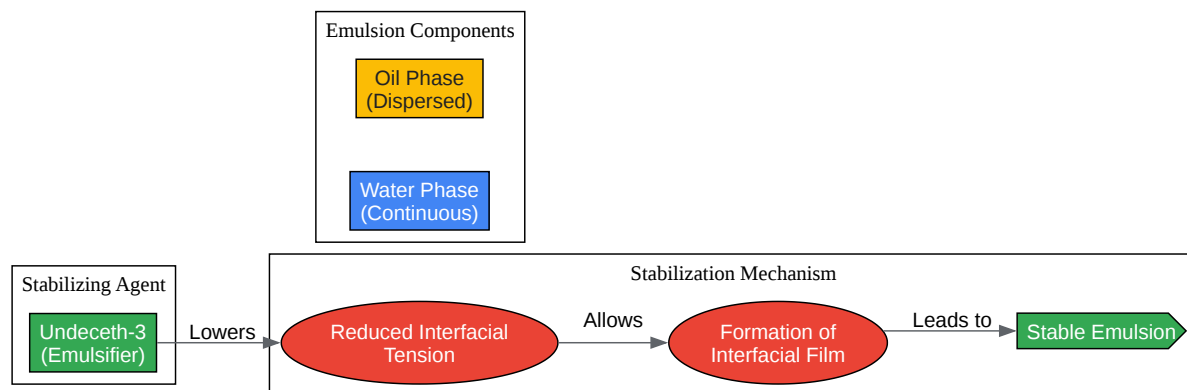 Emulsion Components
Oil Phase
(Dispersed)
Water Phase
(Continuous)
Stabilizing Agent
Undeceth-3
(Emulsifier)
Lowers
Stabilization Mechanism
Reduced Interfacial
Tension
Allows
Formation of
Interfacial Film
Leads to
Stable Emulsion